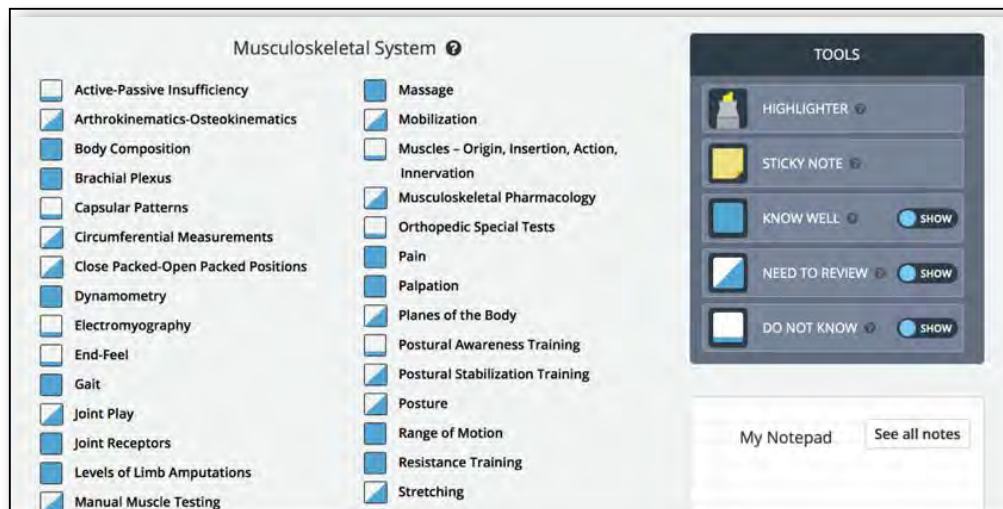 Musculoskeletal System ?
Active-Passive Insufficiency
Arthrokinematics-Osteokinematics
Body Composition
Brachial Plexus
Capsular Patterns
Circumferential Measurements
Close Packed-Open Packed Positions
Dynamometry
Electromyography
End-Feel
Gait
Joint Play
Joint Receptors
Levels of Limb Amputations
Manual Muscle Testing
Massage
Mobilization
Muscles – Origin, Insertion, Action,
Innervation
Musculoskeletal Pharmacology
Orthopedic Special Tests
Pain
Palpation
Planes of the Body
Postural Awareness Training
Postural Stabilization Training
Posture
Range of Motion
Resistance Training
Stretching
TOOLS
HIGHLIGHTER ?
STICKY NOTE ?
KNOW WELL ? SHOW
NEED TO REVIEW ? SHOW
DO NOT KNOW ? SHOW
My Notepad See all notes